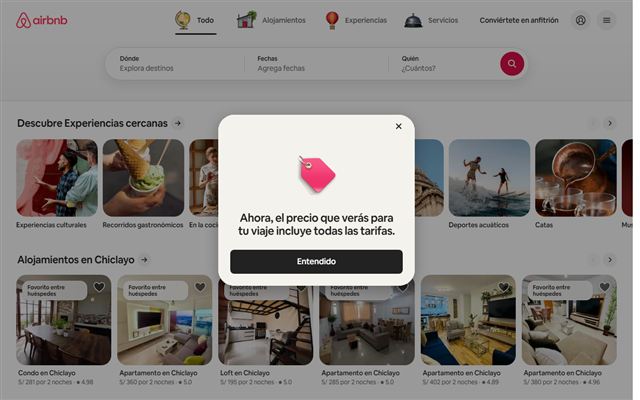 airbnb
Todo
Alojamientos
Experiencias
Servicios
Conviértete en anfitrión
Dónde
Explora destinos
Fechas
Agrega fechas
Quién
¿Cuántos?
Descubre Experiencias cercanas
Experiencias culturales
Recorridos gastronómicos
En la coci
Deportes acuáticos
Catas
Mus
Ahora, el precio que verás para
tu viaje incluye todas las tarifas.
Entendido
Alojamientos en Chiclayo
Favorito entre
huéspedes
Favorito entre
huéspedes
Favorito entre
huéspedes
Favorito entre
huéspedes
Favorito entre
huéspedes
Favorito entre
huéspedes
Condo en Chiclayo
S/ 281 por 2 noches · ★ 4.98
Apartamento en Chiclayo
S/ 360 por 2 noches · ★ 5.0
Loft en Chiclayo
S/ 195 por 2 noches · ★ 5.0
Apartamento en Chiclayo
S/ 285 por 2 noches · ★ 5.0
Apartamento en Chiclayo
S/ 402 por 2 noches · ★ 4.89
Apartamento en Chiclayo
S/ 380 por 2 noches · ★ 4.96